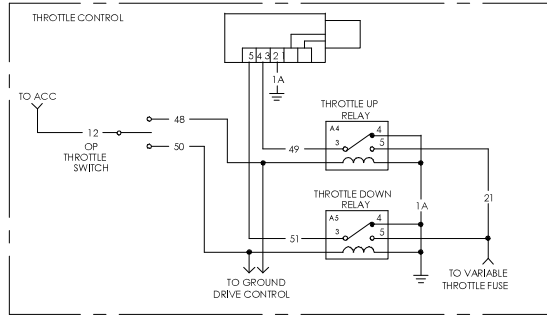 THROTTLE CONTROL
5 4 3 2 1
1A
TO ACC
THROTTLE UP
RELAY
48
A4
4
12
3
5
49
OP
THROTTLE
SWITCH
50
THROTTLE DOWN
RELAY
1A
21
A5
4
3
5
51
TO GROUND
DRIVE CONTROL
TO VARIABLE
THROTTLE FUSE